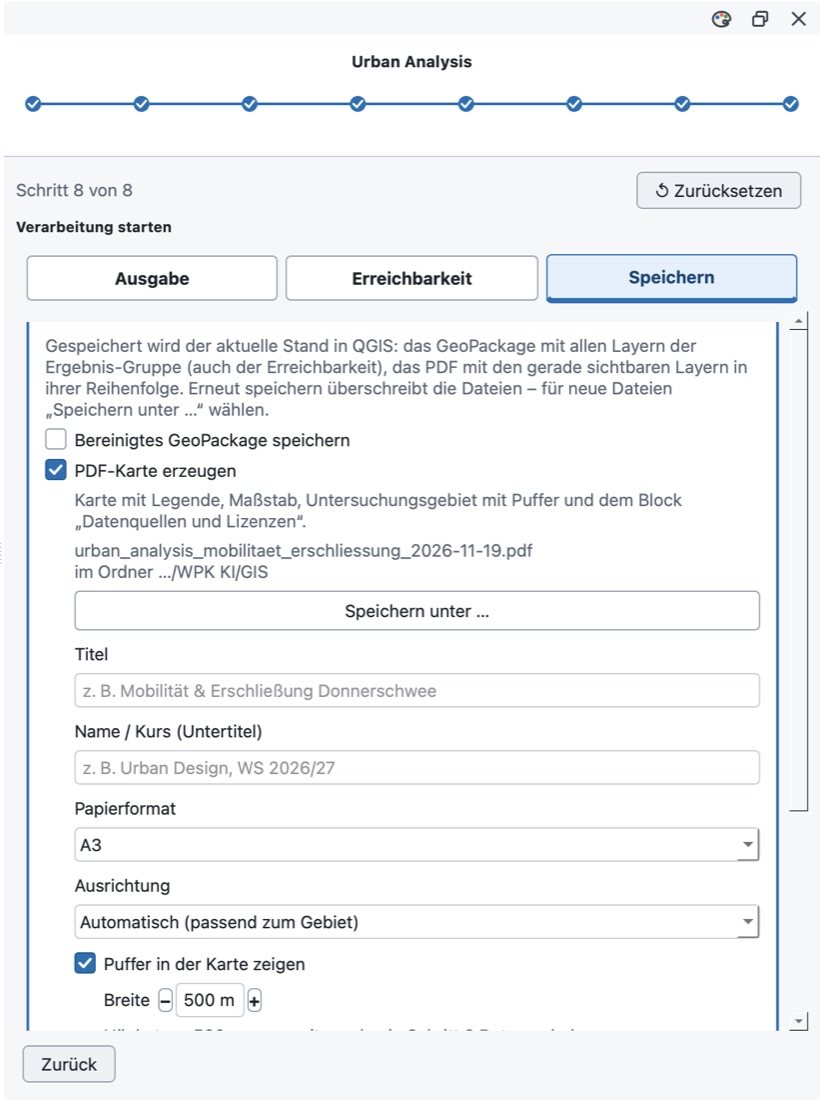 Urban Analysis
Schritt 8 von 8
Zurücksetzen
Verarbeitung starten
Ausgabe
Erreichbarkeit
Speichern
Gespeichert wird der aktuelle Stand in QGIS: das GeoPackage mit allen Layern der
Ergebnis-Gruppe (auch der Erreichbarkeit), das PDF mit den gerade sichtbaren Layern in
ihrer Reihenfolge. Erneut speichern überschreibt die Dateien – für neue Dateien
„Speichern unter ...“ wählen.
Bereinigtes GeoPackage speichern
PDF-Karte erzeugen
Karte mit Legende, Maßstab, Untersuchungsgebiet mit Puffer und dem Block
„Datenquellen und Lizenzen“.
urban_analysis_mobilitaet_erschliessung_2026-11-19.pdf
im Ordner .../WPK KI/GIS
Speichern unter ...
Titel
z. B. Mobilität & Erschließung Donnerschwee
Name / Kurs (Untertitel)
z. B. Urban Design, WS 2026/27
Papierformat
A3
Ausrichtung
Automatisch (passend zum Gebiet)
Puffer in der Karte zeigen
Breite – 500 m +
Zurück